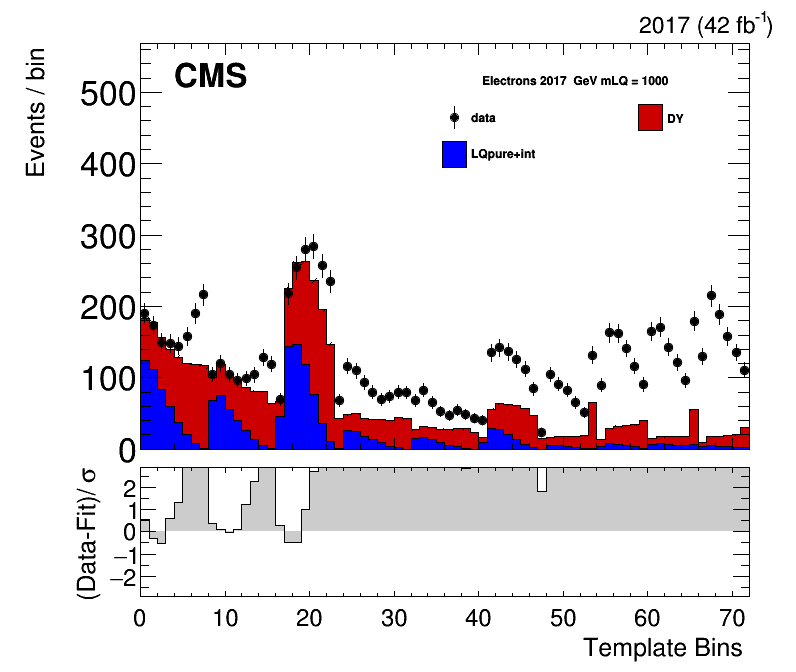 2017 (42 fb-1)
CMS
Electrons 2017 GeV mLQ = 1000
data
DY
LQpure+int
Events / bin
500
400
300
200
100
0
(Data-Fit)/ σ
2
1
0
−1
−2
0 10 20 30 40 50 60 70
Template Bins